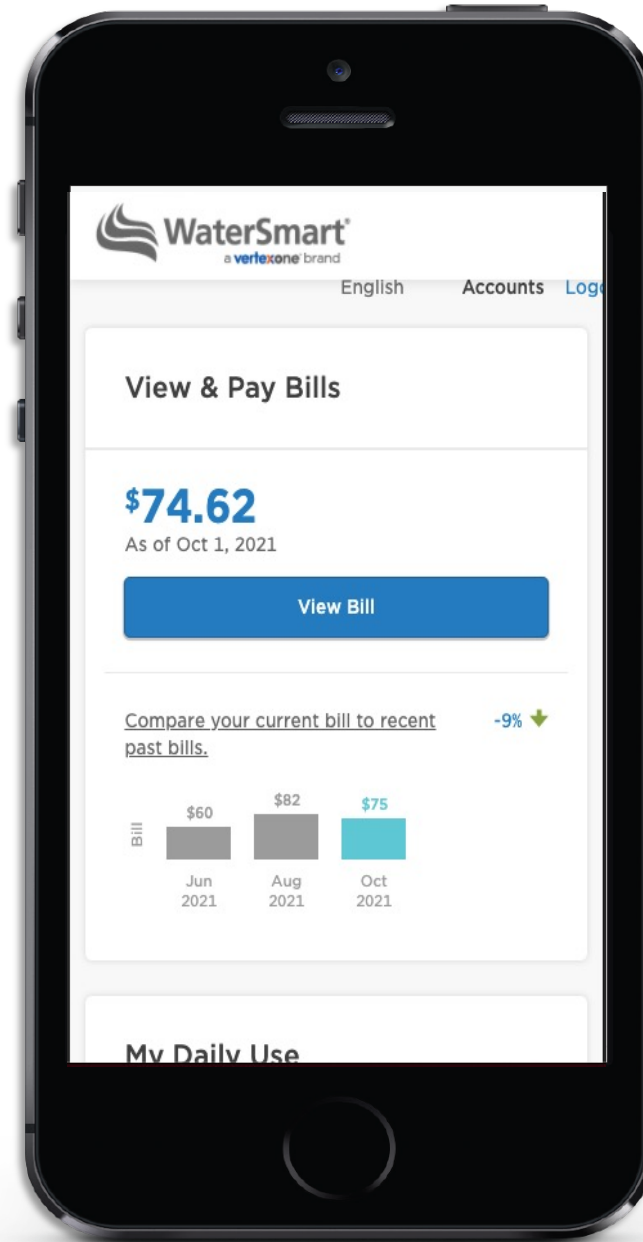 WaterSmart®
a vertexone brand
English Accounts Logo
View & Pay Bills
$74.62
As of Oct 1, 2021
View Bill
Compare your current bill to recent -9%
past bills.
$60 $82 $75
Bill
Jun Aug Oct
2021 2021 2021
My Daily Use